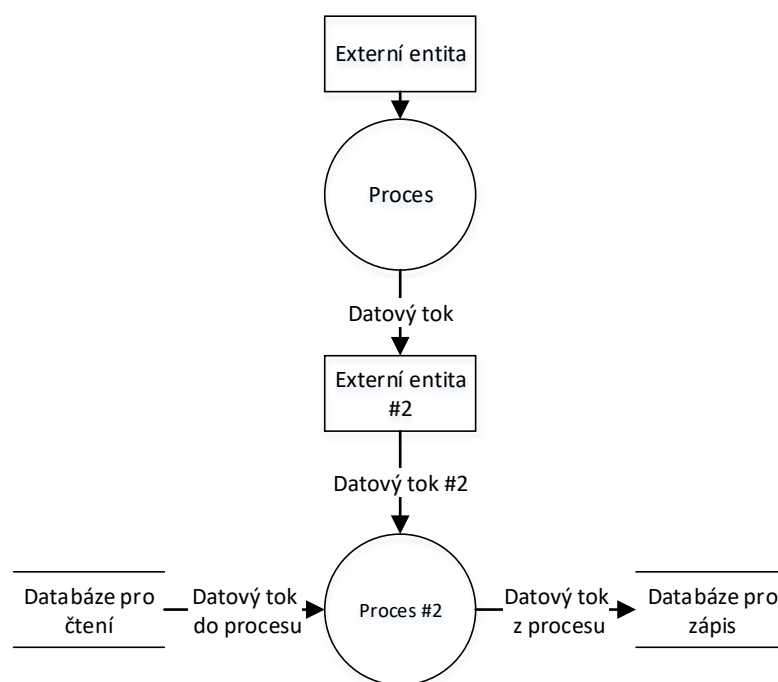 Externí entita
Proces
Datový tok
Externí entita
#2
Datový tok #2
Databáze pro
čtení
Datový tok
do procesu
Proces #2
Datový tok
z procesu
Databáze pro
zápis